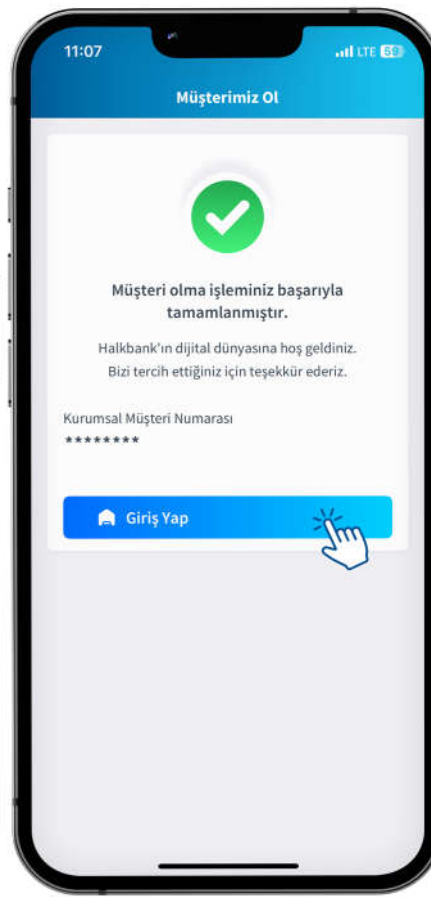 11:07 LTE 59
Müşterimiz Ol
Müşteri olma işleminiz başarıyla
tamamlanmıştır.
Halkbank'ın dijital dünyasına hoş geldiniz.
Bizi tercih ettiğiniz için teşekkür ederiz.
Kurumsal Müşteri Numarası
********
Giriş Yap